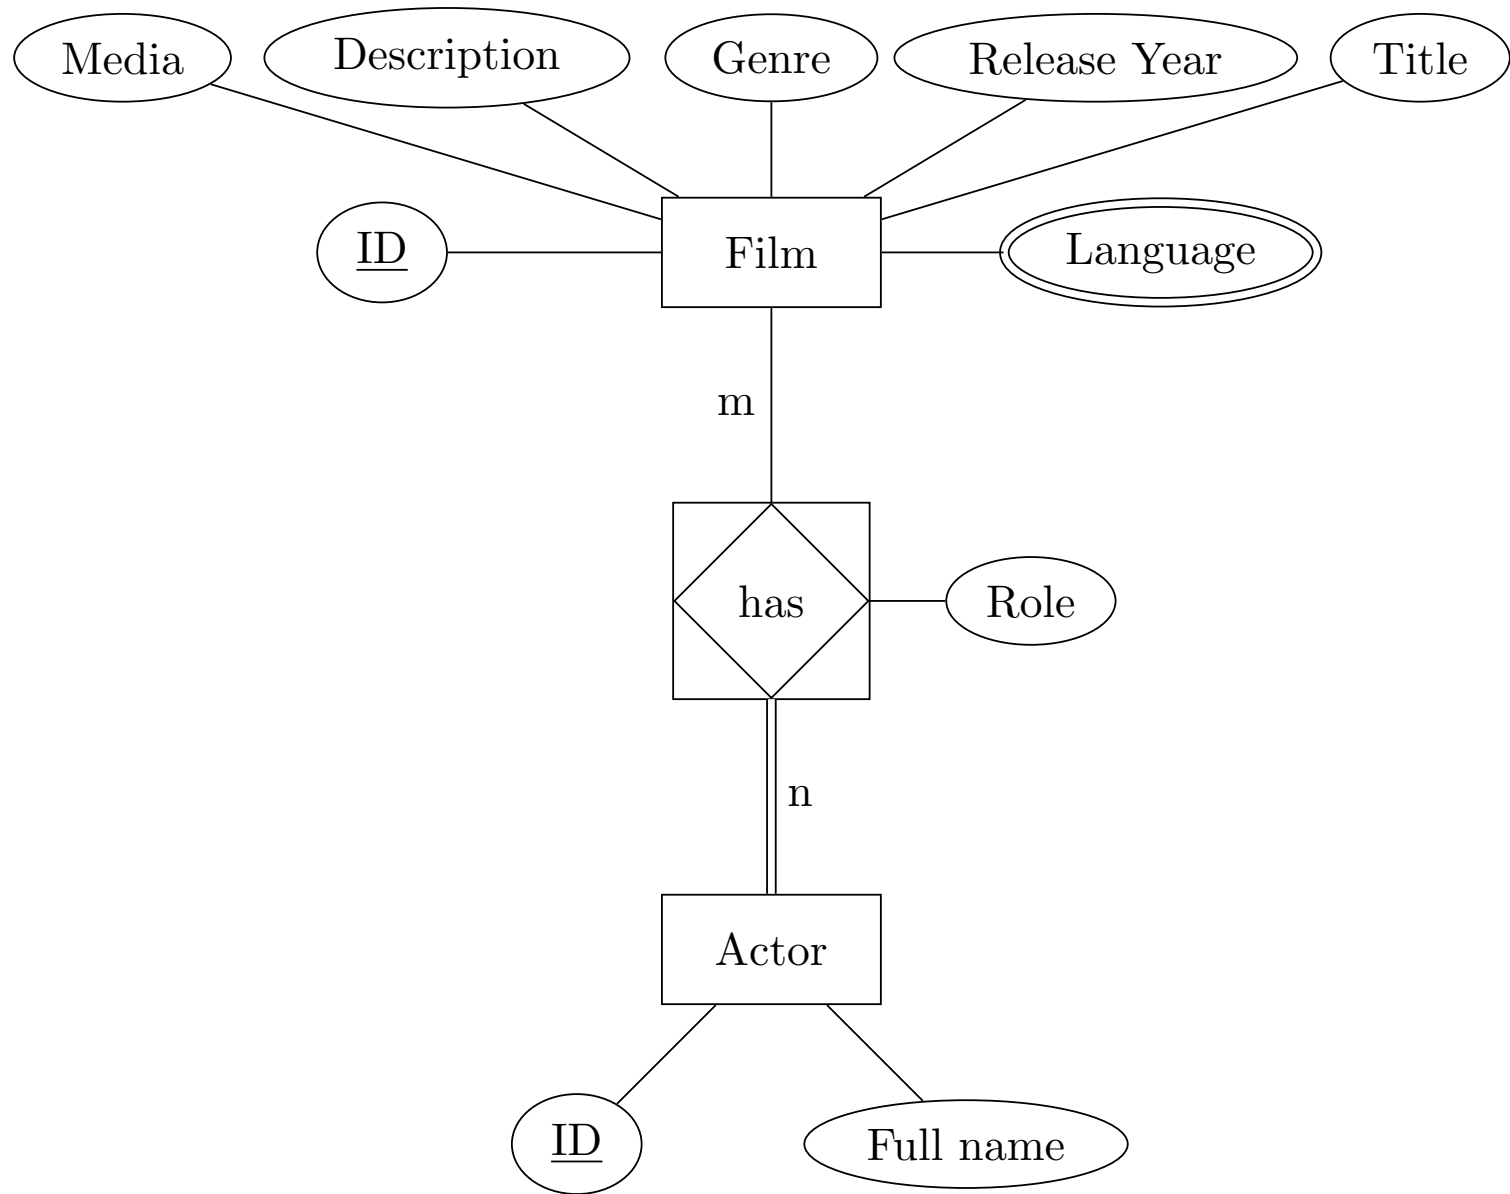 Media
Description
Genre
Release Year
Title
ID
Film
Language
m
has
Role
n
Actor
ID
Full name